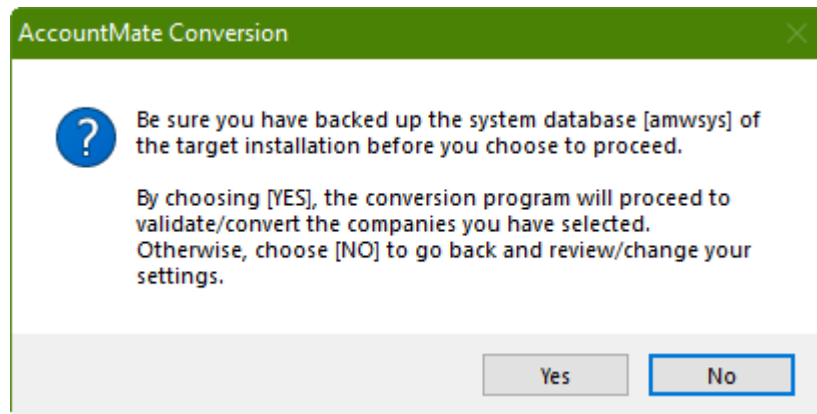 AccountMate Conversion
Be sure you have backed up the system database [amwsys] of
the target installation before you choose to proceed.
By choosing [YES], the conversion program will proceed to
validate/convert the companies you have selected.
Otherwise, choose [NO] to go back and review/change your
settings.
Yes
No